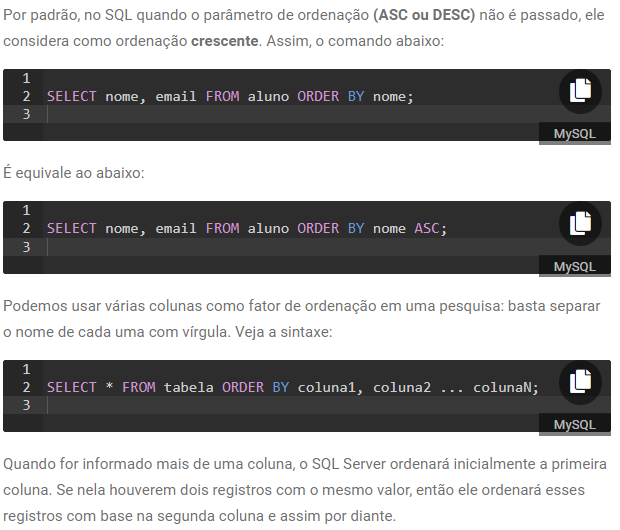 Por padrão, no SQL quando o parâmetro de ordenação (ASC ou DESC) não é passado, ele
considera como ordenação crescente. Assim, o comando abaixo:
1
2 SELECT nome, email FROM aluno ORDER BY nome;
3
MySQL
É equivale ao abaixo:
1
2 SELECT nome, email FROM aluno ORDER BY nome ASC;
3
MySQL
Podemos usar várias colunas como fator de ordenação em uma pesquisa: basta separar
o nome de cada uma com vírgula. Veja a sintaxe:
1
2 SELECT * FROM tabela ORDER BY coluna1, coluna2 ... colunaN;
3
MySQL
Quando for informado mais de uma coluna, o SQL Server ordenará inicialmente a primeira
coluna. Se nela houverem dois registros com o mesmo valor, então ele ordenará esses
registros com base na segunda coluna e assim por diante.